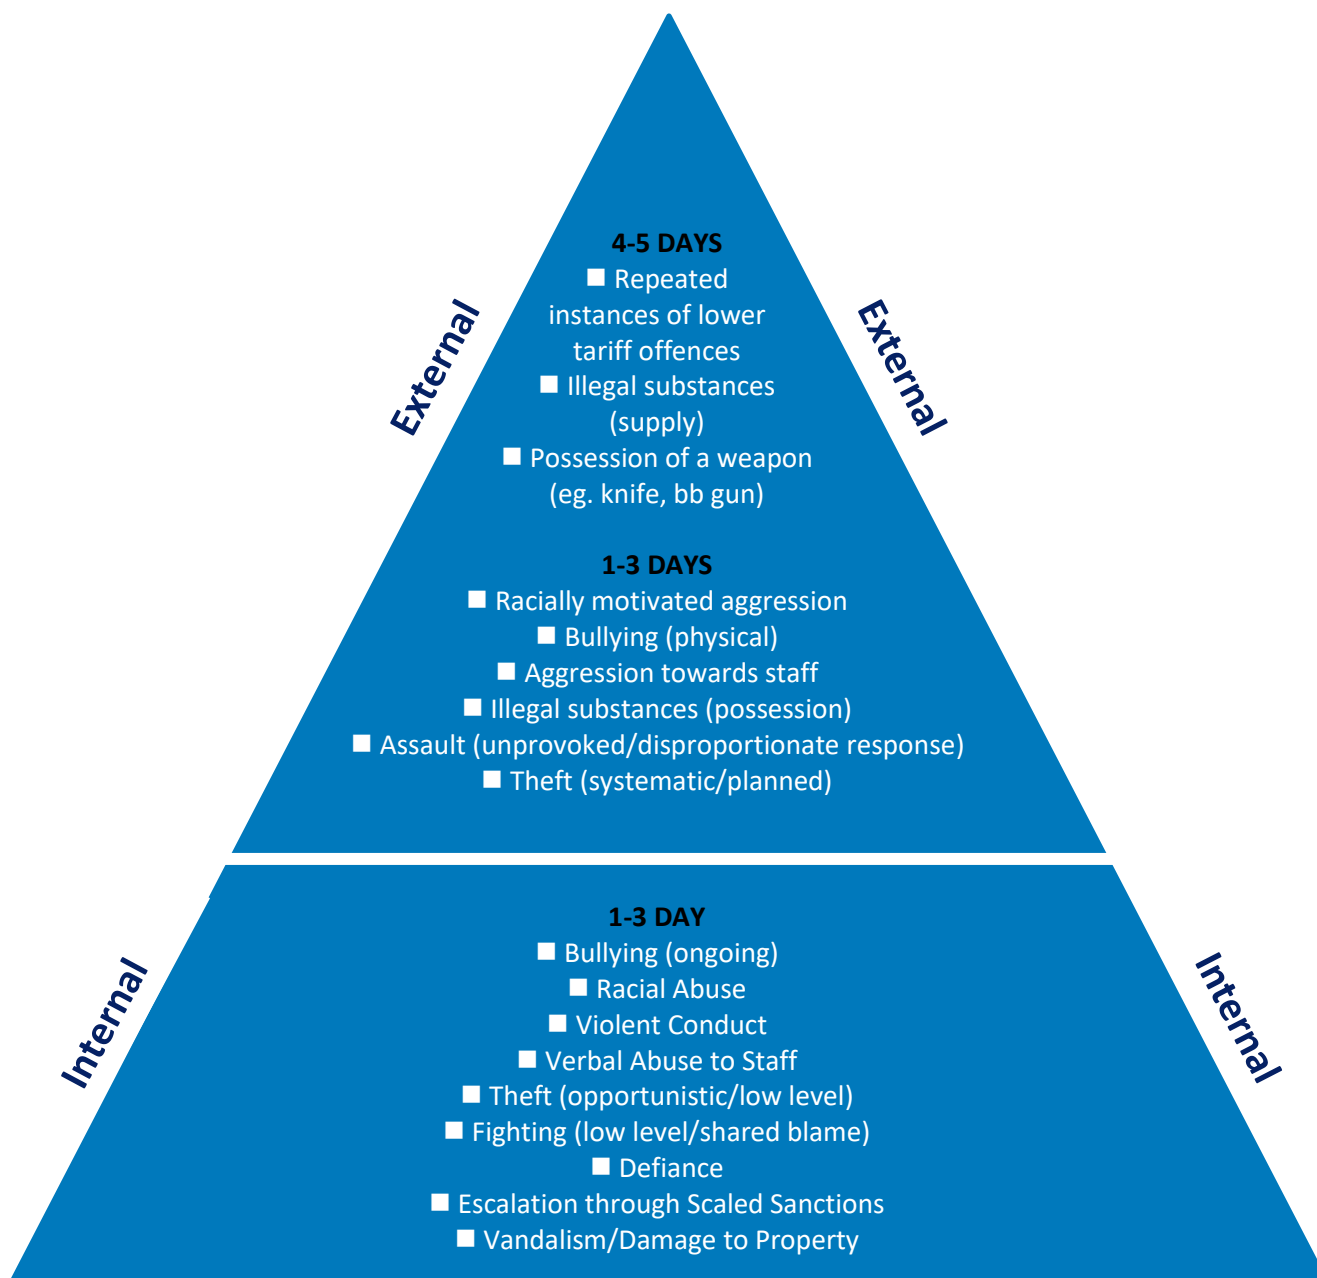 4-5 DAYS
■ Repeated
instances of lower
tariff offences
■ Illegal substances
(supply)
■ Possession of a weapon
(eg. knife, bb gun)
External
External
1-3 DAYS
■ Racially motivated aggression
■ Bullying (physical)
■ Aggression towards staff
■ Illegal substances (possession)
■ Assault (unprovoked/disproportionate response)
■ Theft (systematic/planned)
1-3 DAY
■ Bullying (ongoing)
■ Racial Abuse
■ Violent Conduct
■ Verbal Abuse to Staff
■ Theft (opportunistic/low level)
■ Fighting (low level/shared blame)
■ Defiance
■ Escalation through Scaled Sanctions
■ Vandalism/Damage to Property
Internal
Internal